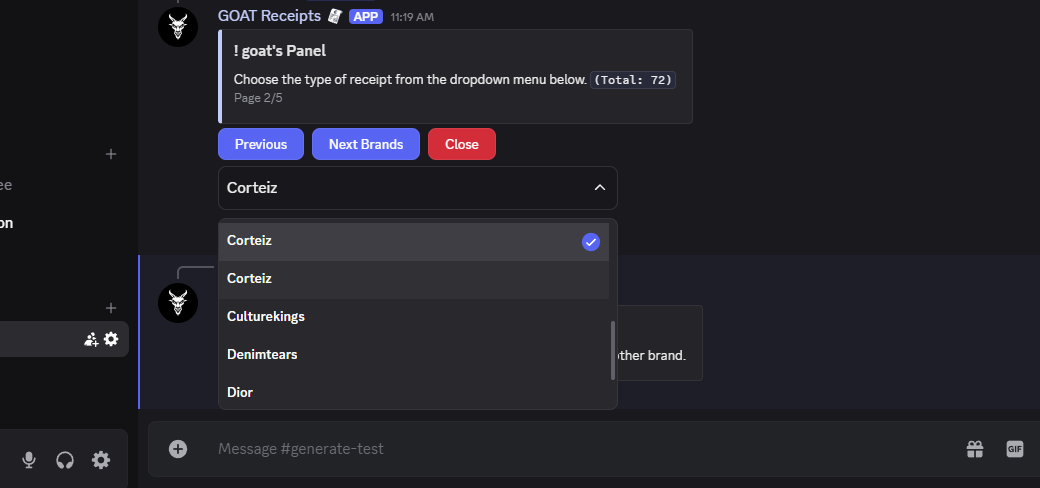 GOAT Receipts APP 11:19 AM
! goat's Panel
Choose the type of receipt from the dropdown menu below. (Total: 72)
Page 2/5
Previous Next Brands Close
Corteiz
Corteiz
Corteiz
Culturekings
Denimtears
other brand.
Dior
Message #generate-test
GIF
ee
on